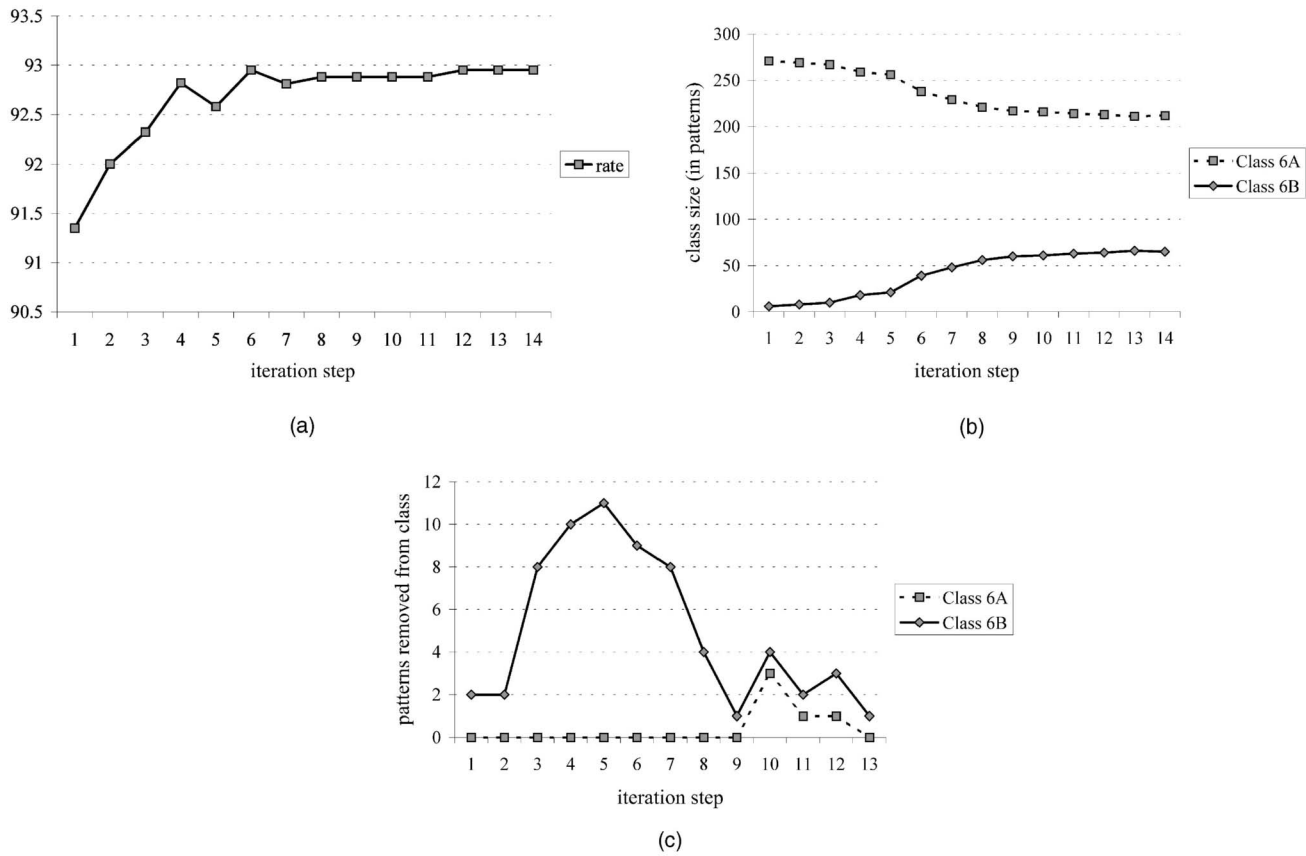 93.5
93
92.5
92
91.5
91
90.5
1 2 3 4 5 6 7 8 9 10 11 12 13 14
iteration step
rate
(a)
300
250
200
150
100
50
0
class size (in patterns)
1 2 3 4 5 6 7 8 9 10 11 12 13 14
iteration step
Class 6A
Class 6B
(b)
12
10
8
6
4
2
0
patterns removed from class
1 2 3 4 5 6 7 8 9 10 11 12 13
iteration step
Class 6A
Class 6B
(c)